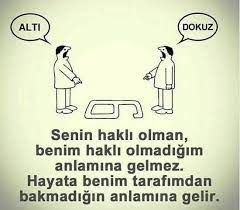 ALTI
DOKUZ
Senin haklı olman,
benim haklı olmadığım
anlamına gelmez.
Hayata benim tarafımdan
bakmadığın anlamına gelir.